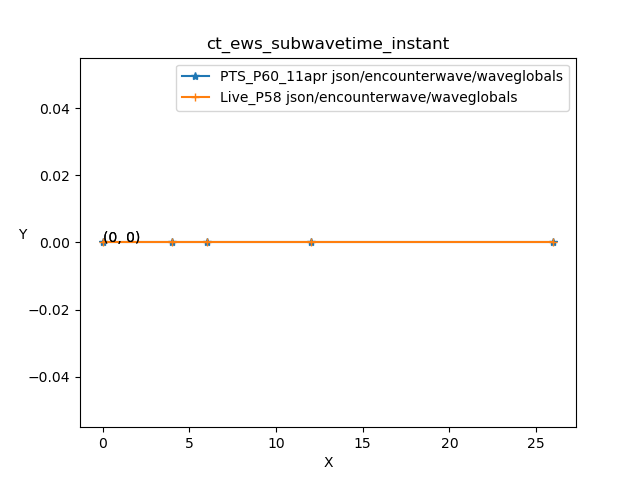 ct_ews_subwavetime_instant
PTS_P60_11apr json/encounterwave/waveglobals
Live_P58 json/encounterwave/waveglobals
0.04
0.02
Y
0.00
(0, 0)
−0.02
−0.04
0 5 10 15 20 25
X